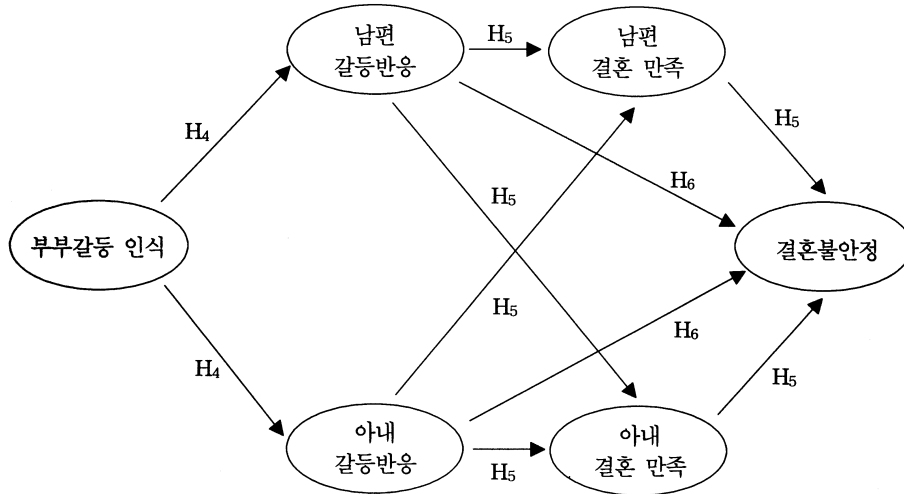 남편
갈등반응
H₅
남편
결혼 만족
H₄
H₅
H₆
H₅
부부갈등 인식
결혼불안정
H₅
H₆
H₄
H₅
아내
갈등반응
H₅
아내
결혼 만족